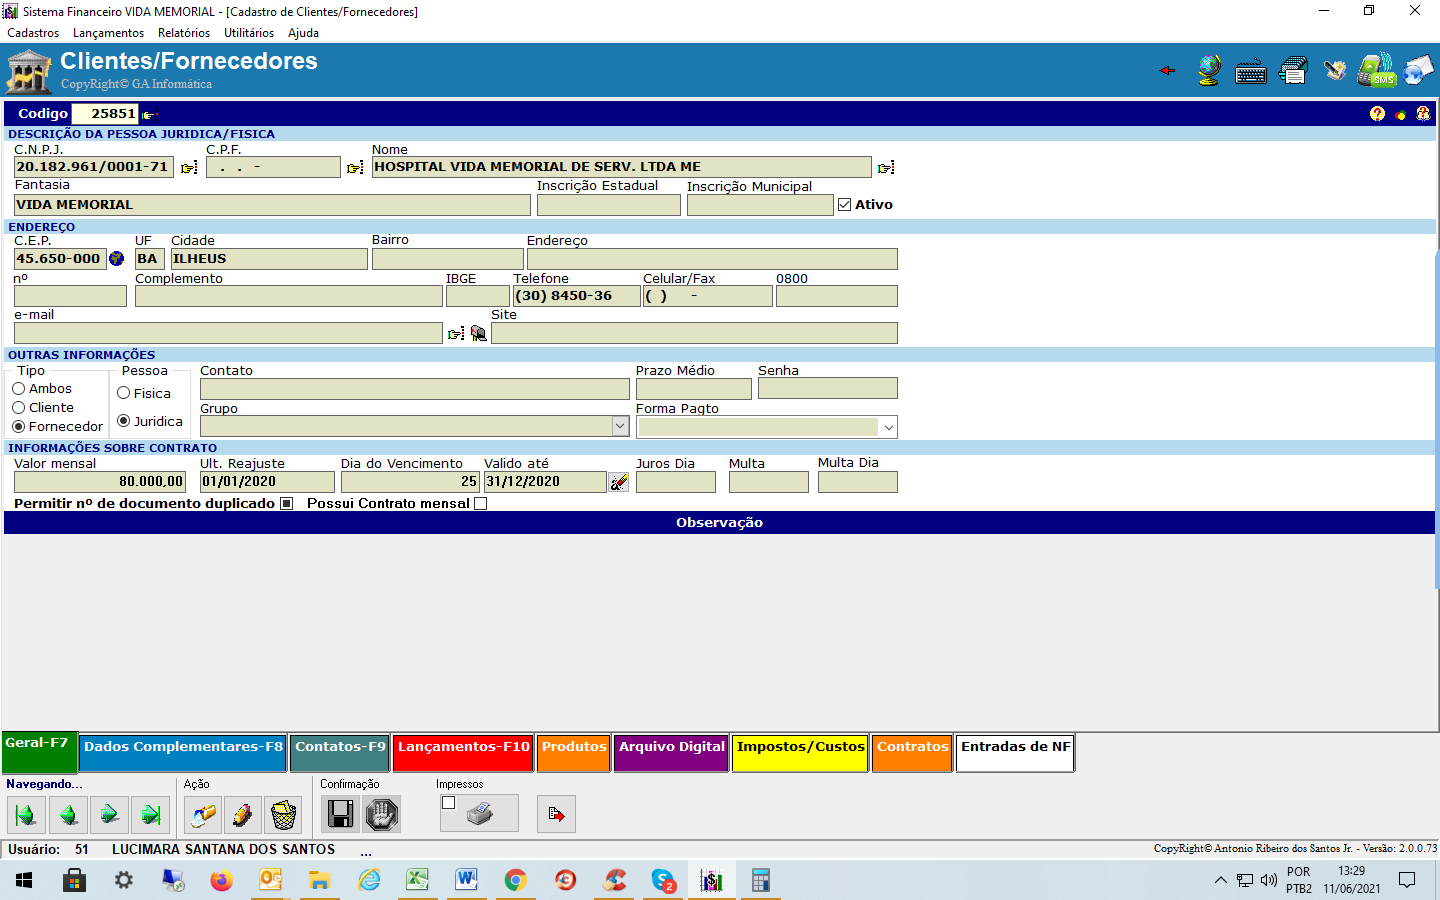 Sistema Financeiro VIDA MEMORIAL - [Cadastro de Clientes/Fornecedores]
Cadastros Lançamentos Relatórios Utilitários Ajuda
Clientes/Fornecedores
CopyRight© GA Informática
SMS
Codigo 25851
DESCRIÇÃO DA PESSOA JURIDICA/FISICA
C.N.P.J. C.P.F. Nome
20.182.961/0001-71 . . - HOSPITAL VIDA MEMORIAL DE SERV. LTDA ME
Fantasia Inscrição Estadual Inscrição Municipal
VIDA MEMORIAL Ativo
ENDEREÇO
C.E.P. UF Cidade Bairro Endereço
45.650-000 BA ILHEUS
nº Complemento IBGE Telefone Celular/Fax 0800
(30) 8450-36 ( ) -
e-mail Site
OUTRAS INFORMAÇÕES
Tipo Pessoa Contato Prazo Médio Senha
Ambos Fisica
Cliente Grupo Forma Pagto
Fornecedor Juridica
INFORMAÇÕES SOBRE CONTRATO
Valor mensal Ult. Reajuste Dia do Vencimento Valido até Juros Dia Multa Multa Dia
80.000,00 01/01/2020 25 31/12/2020
Permitir nº de documento duplicado Possui Contrato mensal
Observação
Geral-F7 Dados Complementares-F8 Contatos-F9 Lançamentos-F10 Produtos Arquivo Digital Impostos/Custos Contratos Entradas de NF
Navegando... Ação Confirmação Impressos
Usuário: 51 LUCIMARA SANTANA DOS SANTOS ... CopyRight© Antonio Ribeiro dos Santos Jr. - Versão: 2.0.0.73
2 POR 13:29
PTB2 11/06/2021